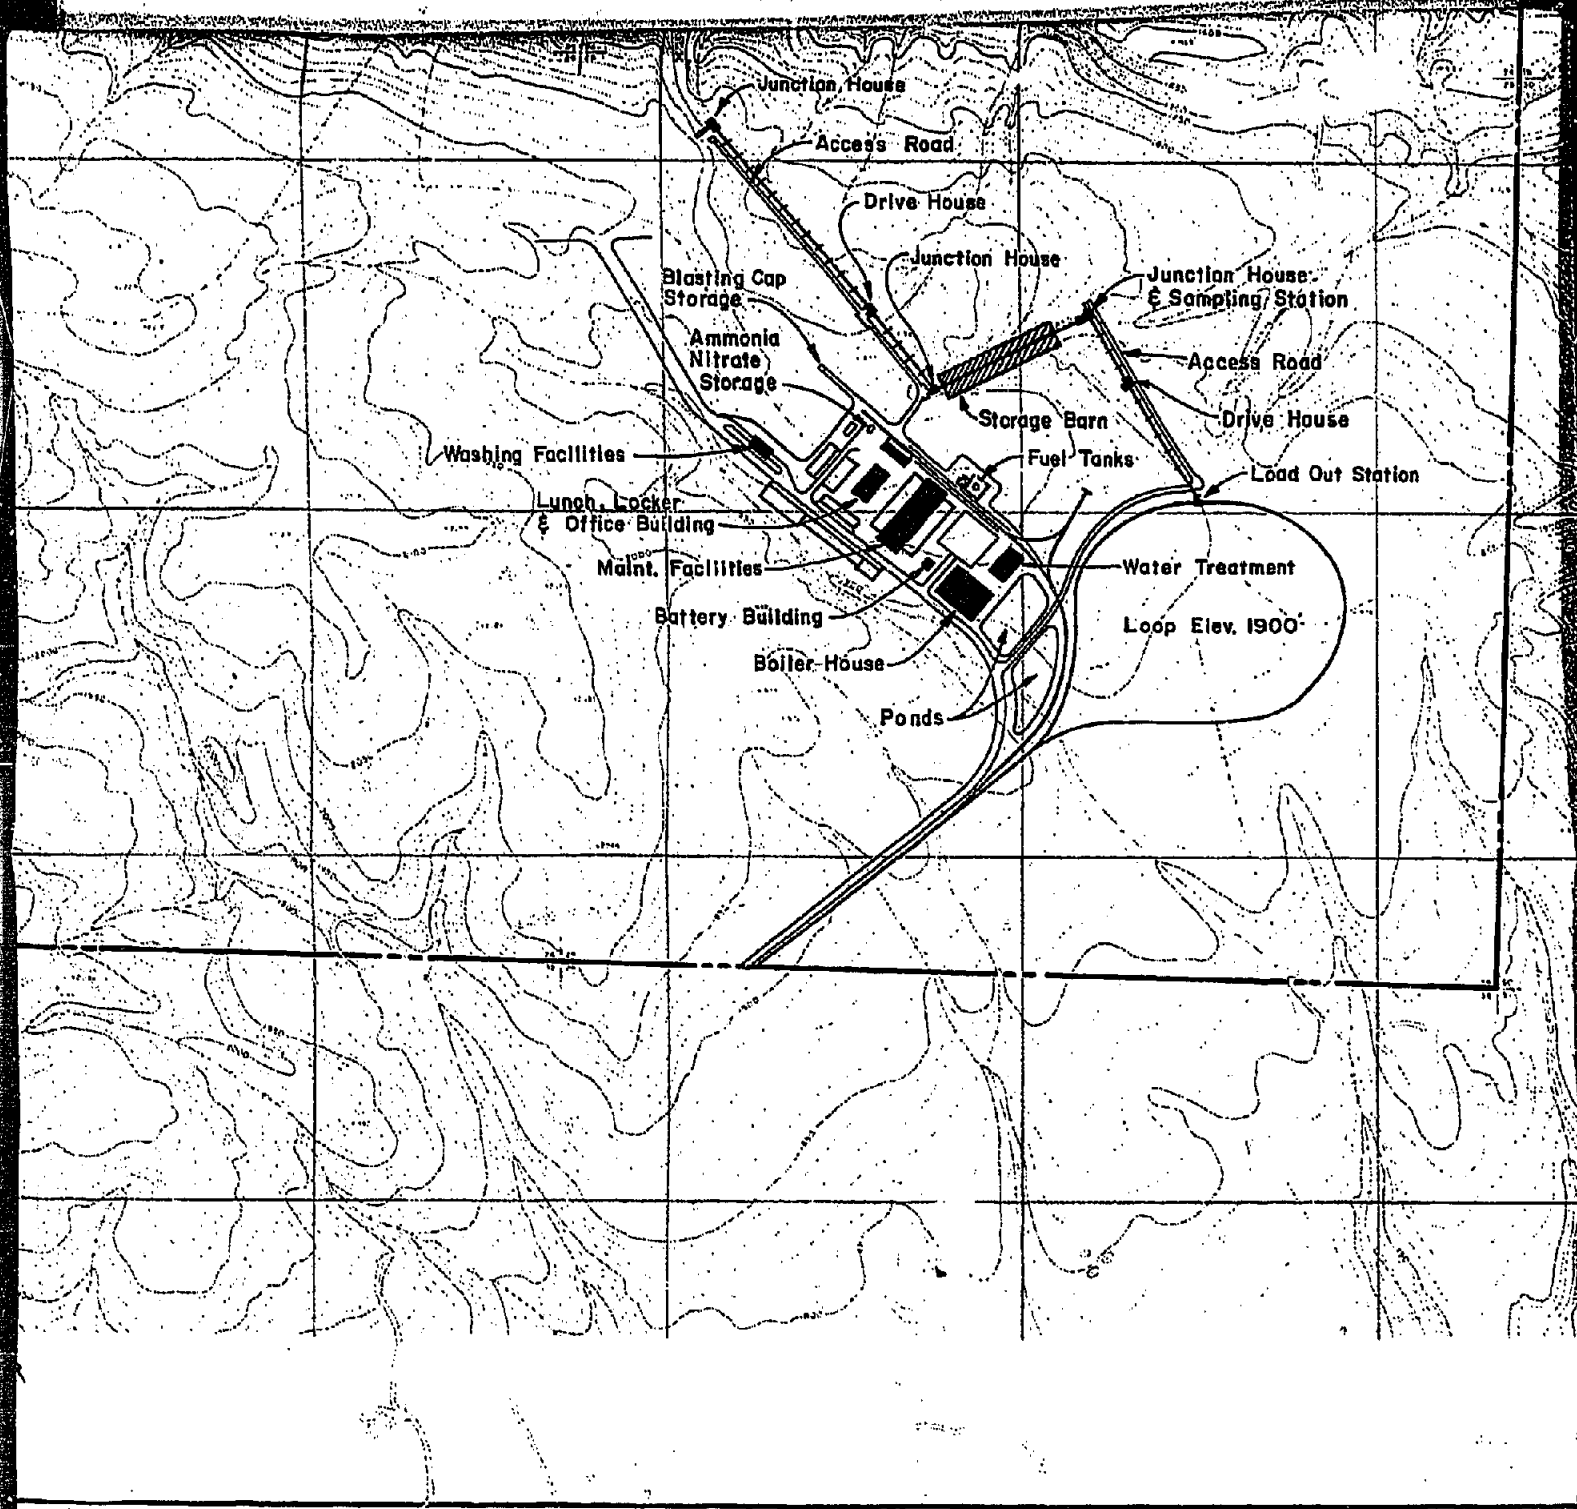 Junction House
Access Road
Drive House
Junction House
Blasting Cap
Storage
Junction House
& Sampling Station
Ammonia
Nitrate
Storage
Access Road
Storage Barn
Drive House
Washing Facilities
Fuel Tanks
Load Out Station
Lunch, Locker
& Office Building
Maint. Facilities
Water Treatment
Battery Building
Loop Elev. 1900'
Boiler House
Ponds